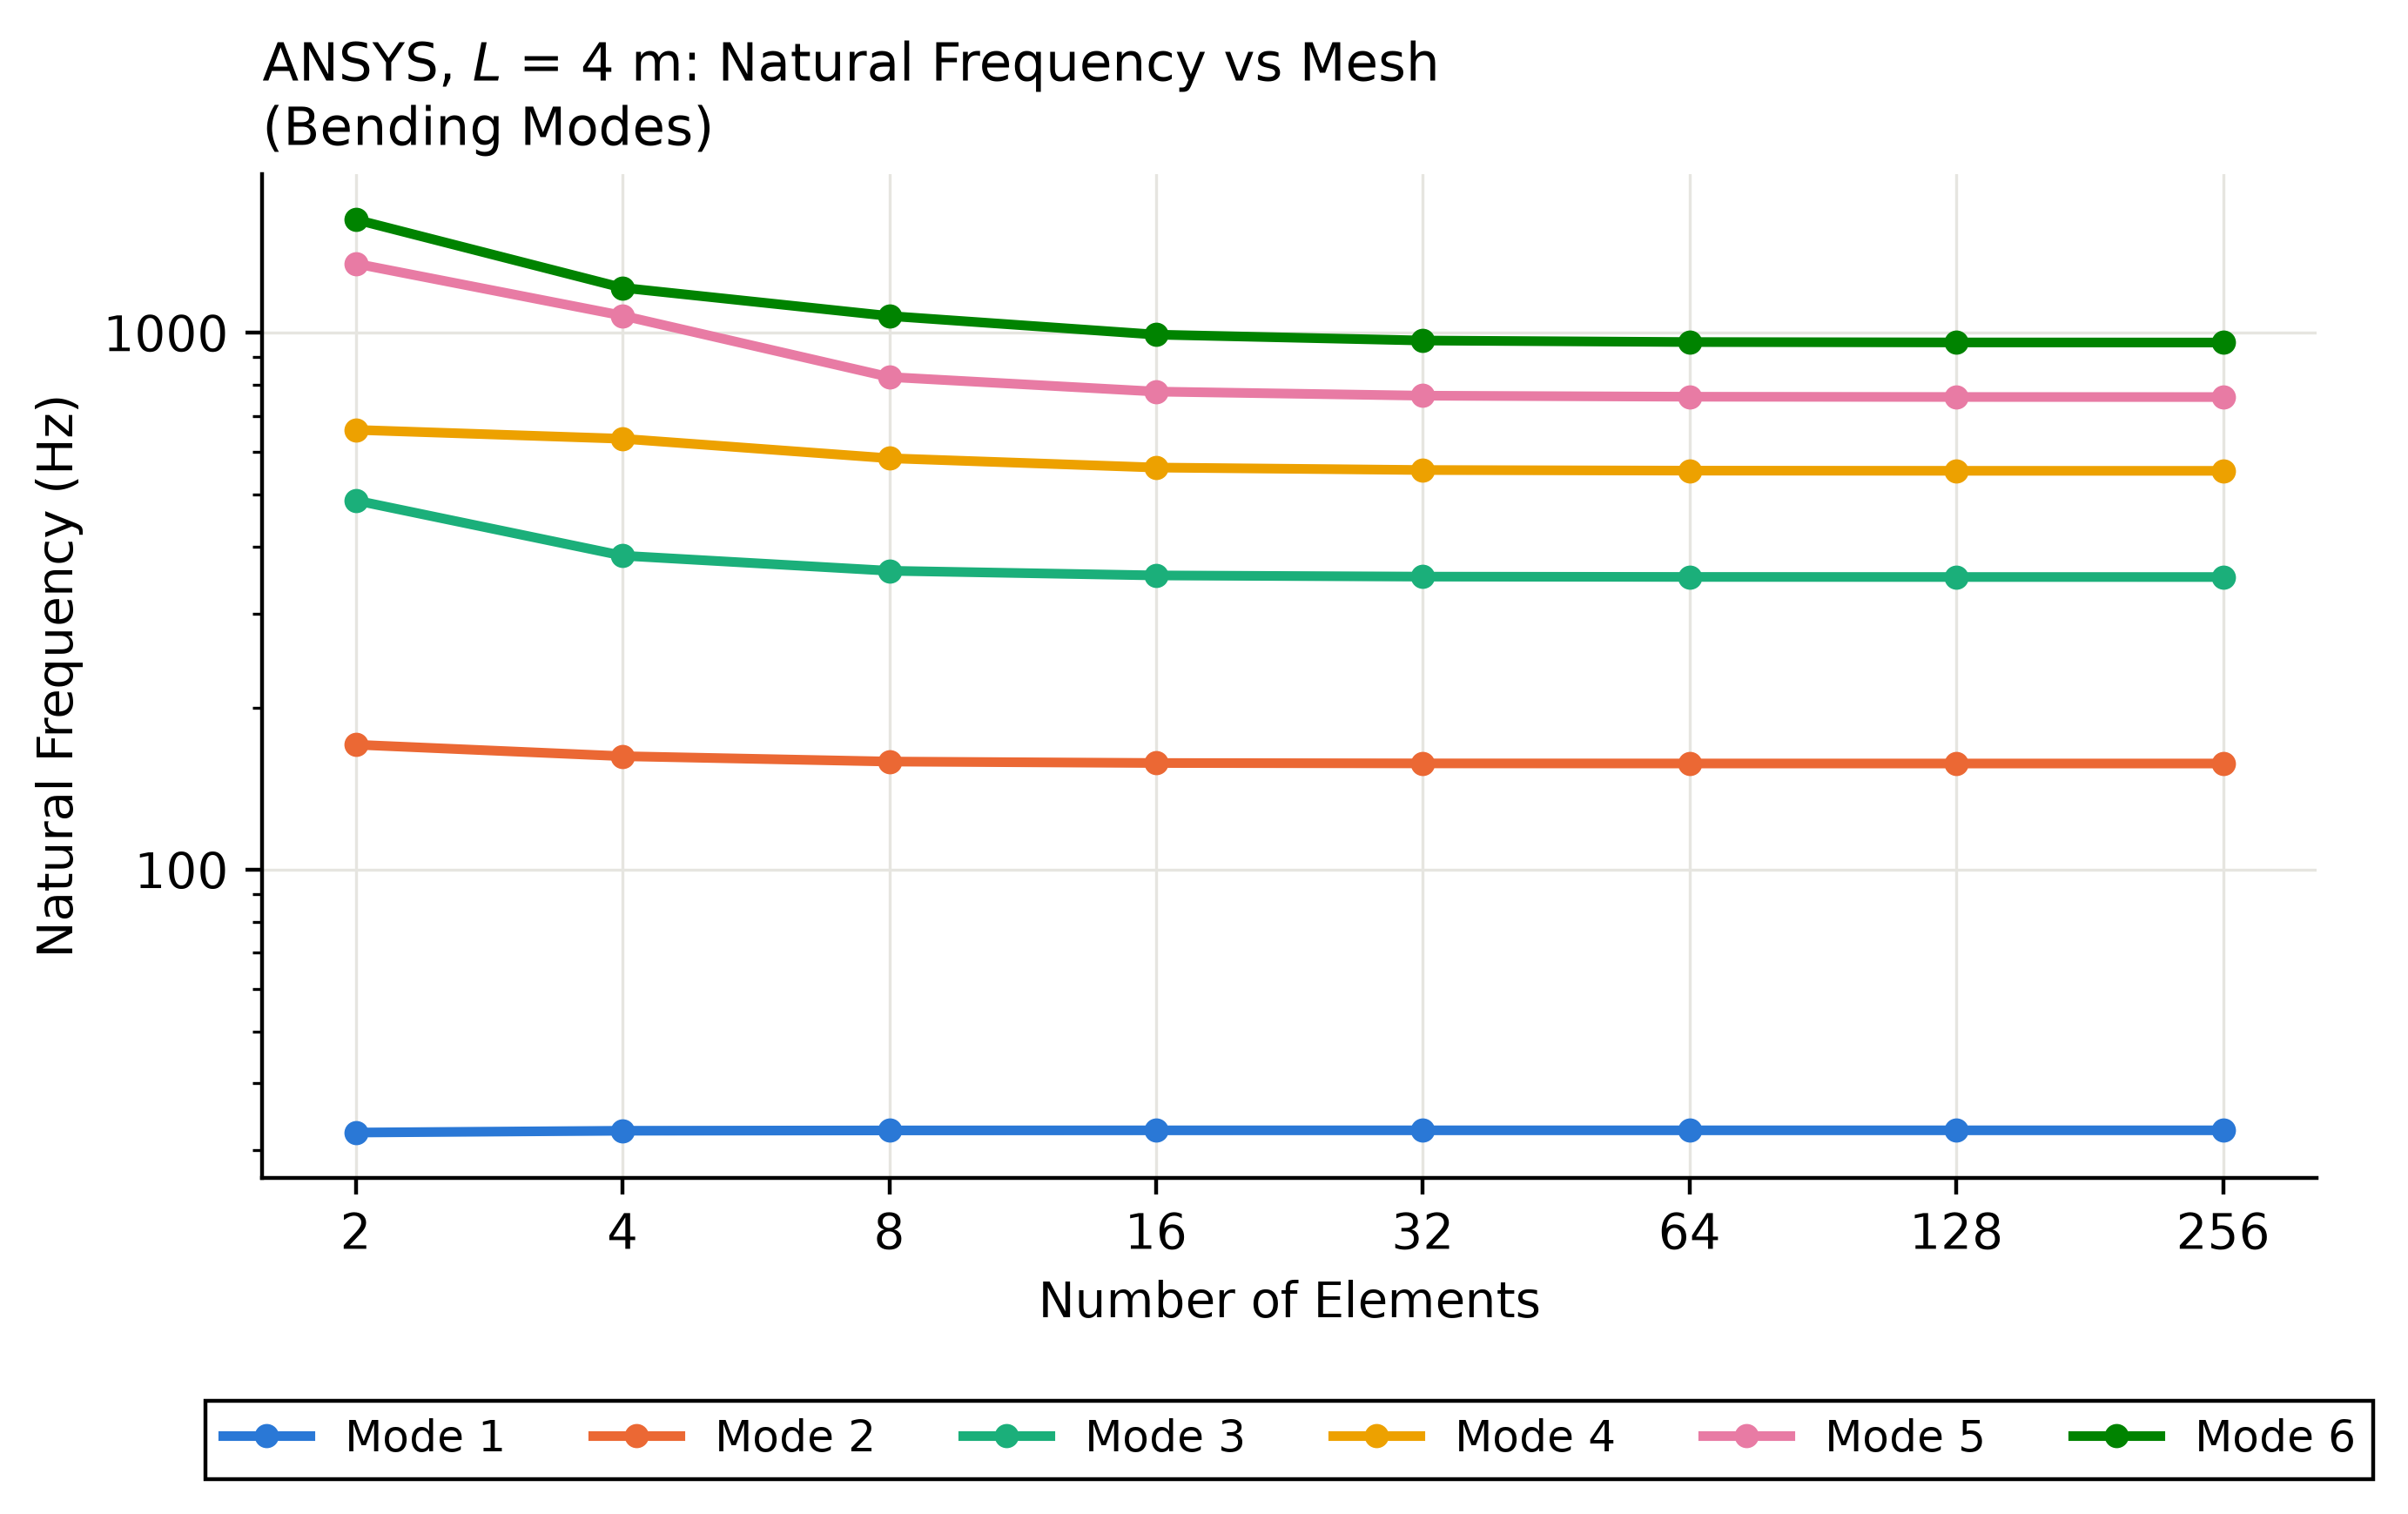 ANSYS, L = 4 m: Natural Frequency vs Mesh
(Bending Modes)
Natural Frequency (Hz)
1000
100
2 4 8 16 32 64 128 256
Number of Elements
Mode 1 Mode 2 Mode 3 Mode 4 Mode 5 Mode 6